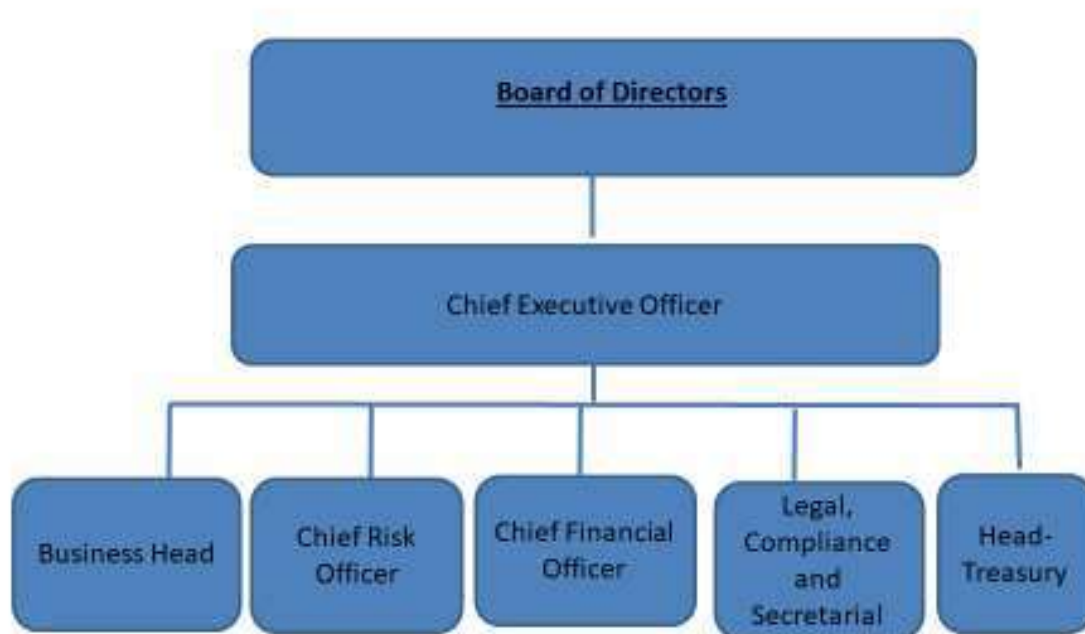 Board of Directors
Chief Executive Officer
Business Head
Chief Risk
Officer
Chief Financial
Officer
Legal,
Compliance
and
Secretarial
Head-
Treasury